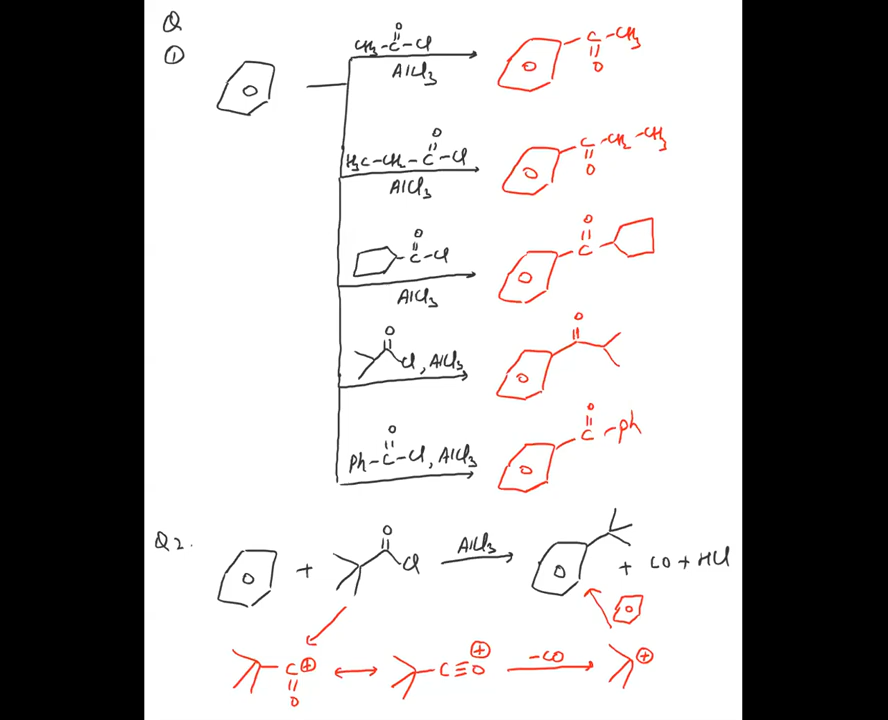 Q
①
CH3-C-Cl
O
AlCl3
C-CH3
O
H3C-CH2-C-Cl
O
AlCl3
C-CH2-CH3
O
O
C-Cl
AlCl3
O
C
O
Cl, AlCl3
O
O
Ph-C-Cl, AlCl3
O
C-Ph
Q2.
+
O
Cl
AlCl3
+ CO + HCl
C⊕
O
C≡O⊕
-CO
⊕